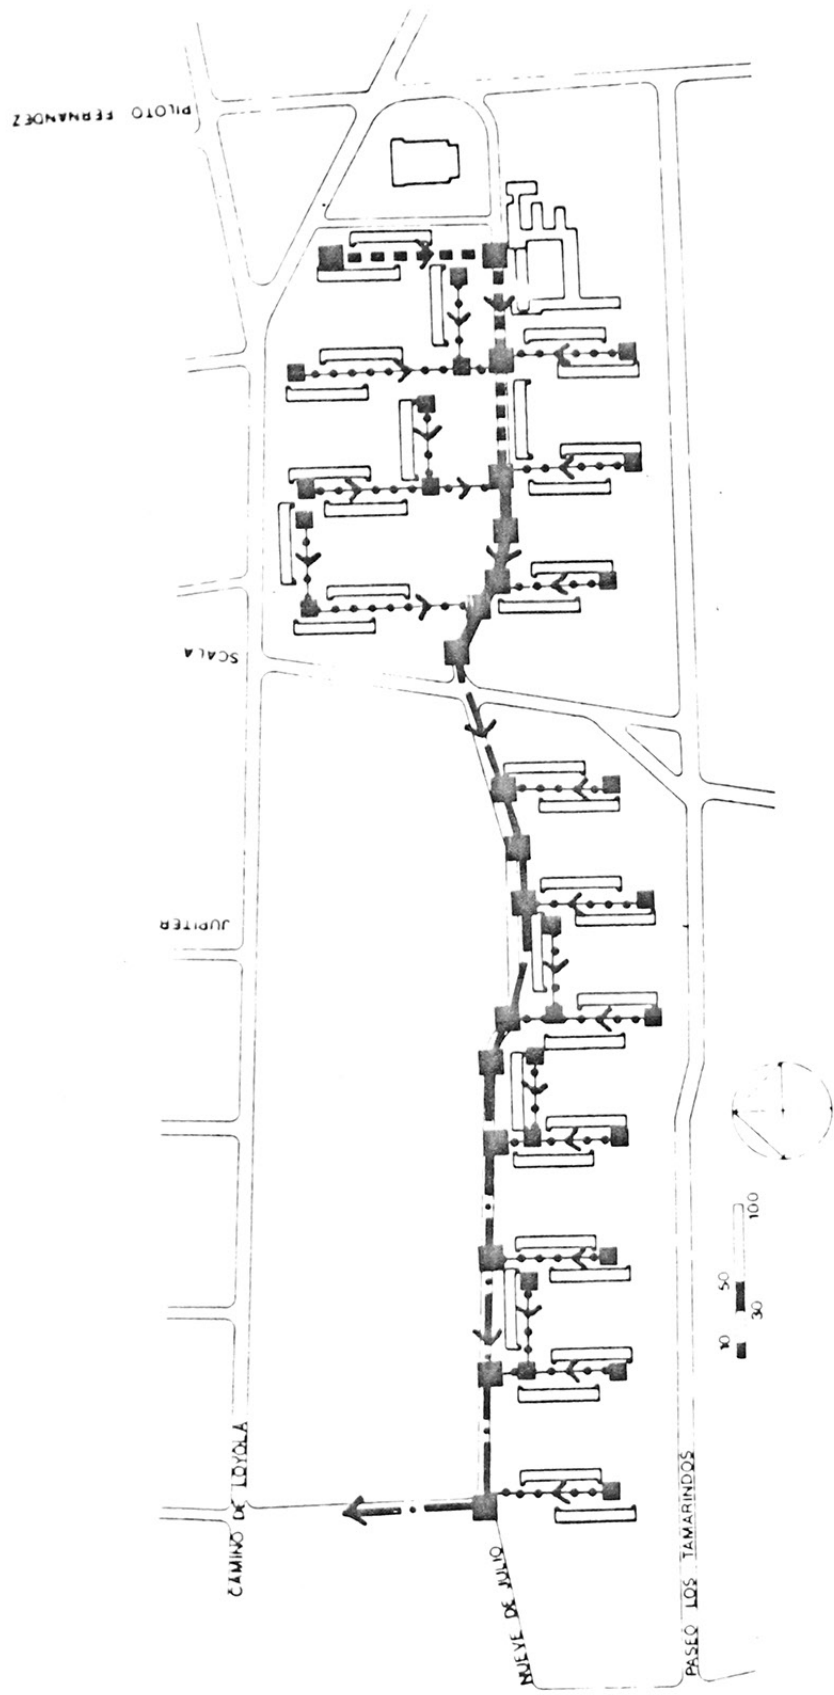 PILOTO FERNANDEZ
SCALA
JUPITER
CAMINO DE LOYOLA
NUEVE DE JULIO
PASEO LOS TAMARINDOS
10 50 100
30